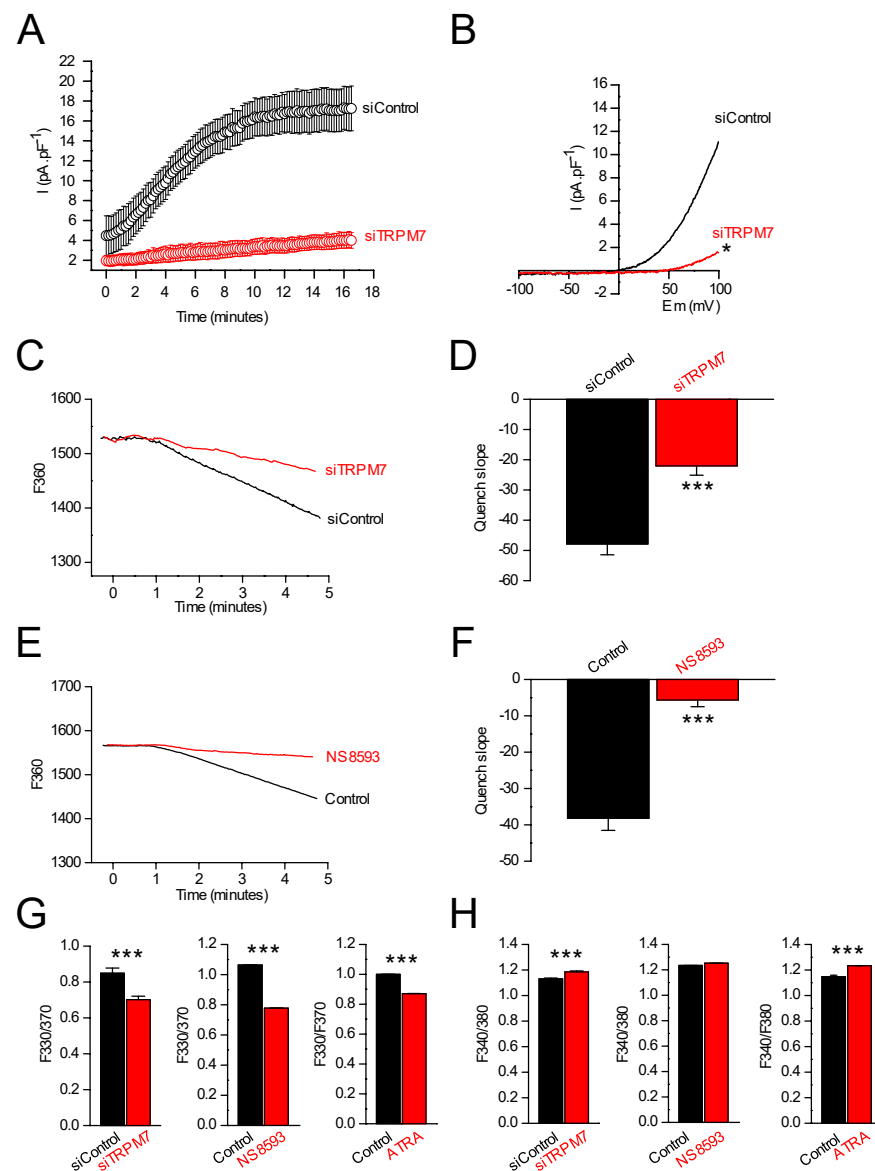 A
22
20
18
16
14
12
10
8
6
4
2
I (pA.pF⁻¹)
siControl
siTRPM7
0 2 4 6 8 10 12 14 16 18
Time (minutes)
B
16
14
12
10
8
6
4
2
-2
I (pA.pF⁻¹)
siControl
siTRPM7
*
-100 -50 50 100
Em (mV)
C
1600
1500
1400
1300
F360
siTRPM7
siControl
0 1 2 3 4 5
Time (minutes)
D
siControl siTRPM7
0
-10
-20
-30
-40
-50
-60
Quench slope
***
E
1700
1600
1500
1400
1300
F360
NS8593
Control
0 1 2 3 4 5
Time (minutes)
F
Control NS8593
0
-10
-20
-30
-40
-50
Quench slope
***
G
1.0
0.8
0.6
0.4
0.2
0.0
F330/370
***
siControl siTRPM7
1.2
1.0
0.8
0.6
0.4
0.2
0.0
F330/370
***
Control NS8593
1.2
1.0
0.8
0.6
0.4
0.2
0.0
F330/F370
***
Control ATRA
H
1.4
1.2
1.0
0.8
0.6
0.4
0.2
0.0
F340/380
***
siControl siTRPM7
1.4
1.2
1.0
0.8
0.6
0.4
0.2
0.0
F340/380
Control NS8593
1.4
1.2
1.0
0.8
0.6
0.4
0.2
0.0
F340/F380
***
Control ATRA